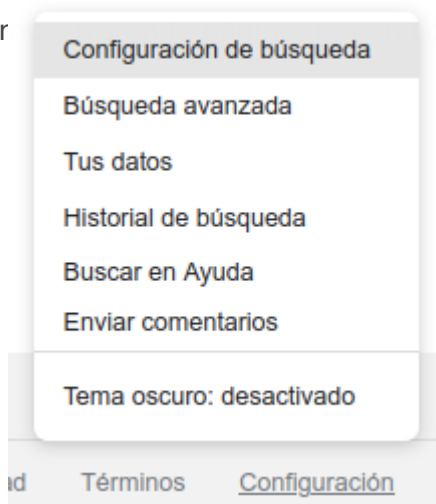 Configuración de búsqueda
Búsqueda avanzada
Tus datos
Historial de búsqueda
Buscar en Ayuda
Enviar comentarios
Tema oscuro: desactivado
Términos Configuración